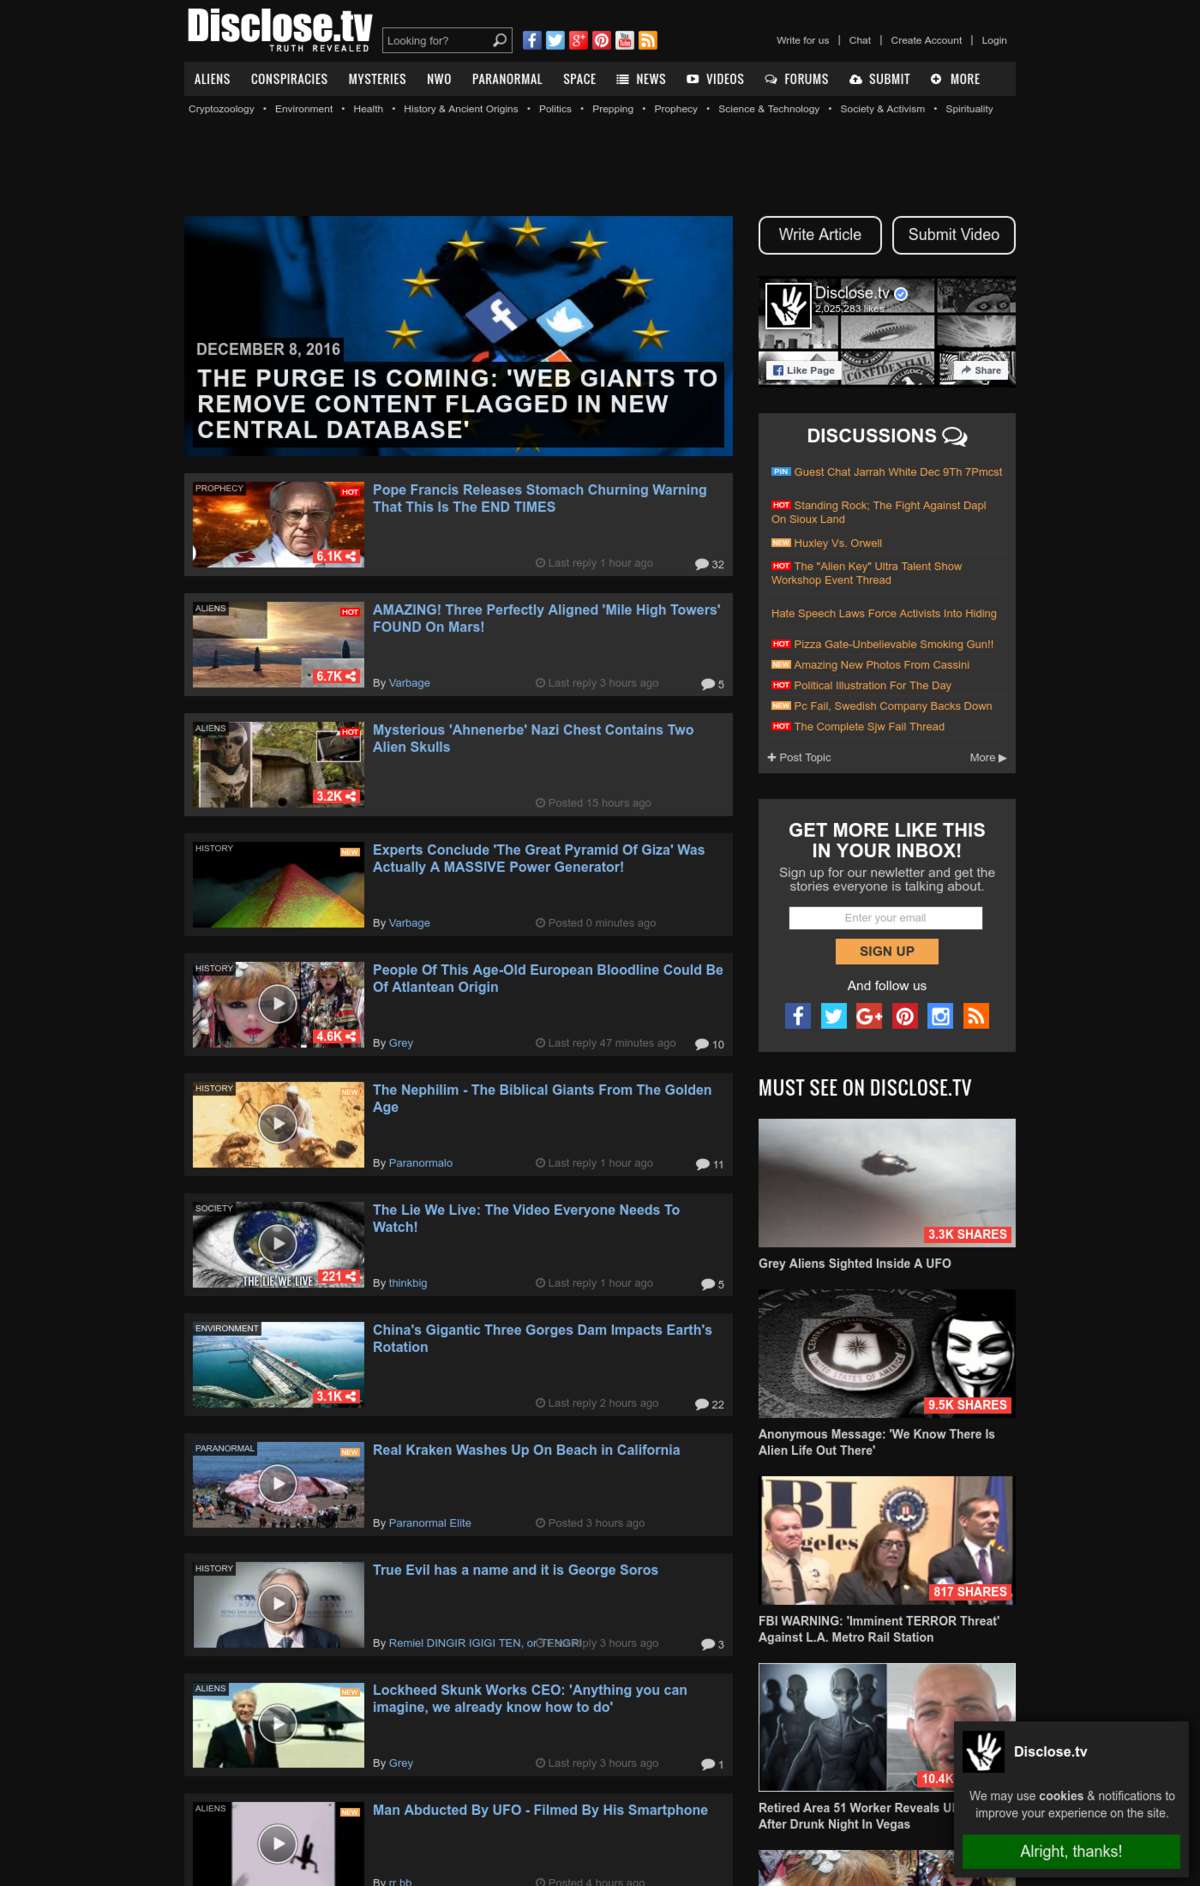 Disclose.tv
TRUTH REVEALED
Looking for?
Write for us | Chat | Create Account | Login
ALIENS CONSPIRACIES MYSTERIES NWO PARANORMAL SPACE NEWS VIDEOS FORUMS SUBMIT MORE
Cryptozoology • Environment • Health • History & Ancient Origins • Politics • Prepping • Prophecy • Science & Technology • Society & Activism • Spirituality
DECEMBER 8, 2016
THE PURGE IS COMING: 'WEB GIANTS TO
REMOVE CONTENT FLAGGED IN NEW
CENTRAL DATABASE'
PROPHECY
HOT
6.1K
Pope Francis Releases Stomach Churning Warning
That This Is The END TIMES
Last reply 1 hour ago
32
ALIENS
HOT
6.7K
AMAZING! Three Perfectly Aligned 'Mile High Towers'
FOUND On Mars!
By Varbage
Last reply 3 hours ago
5
ALIENS
HOT
3.2K
Mysterious 'Ahnenerbe' Nazi Chest Contains Two
Alien Skulls
Posted 15 hours ago
HISTORY
NEW
Experts Conclude 'The Great Pyramid Of Giza' Was
Actually A MASSIVE Power Generator!
By Varbage
Posted 0 minutes ago
HISTORY
4.6K
People Of This Age-Old European Bloodline Could Be
Of Atlantean Origin
By Grey
Last reply 47 minutes ago
10
HISTORY
NEW
The Nephilim - The Biblical Giants From The Golden
Age
By Paranormalo
Last reply 1 hour ago
11
SOCIETY
THE LIE WE LIVE
221
The Lie We Live: The Video Everyone Needs To
Watch!
By thinkbig
Last reply 1 hour ago
5
ENVIRONMENT
3.1K
China's Gigantic Three Gorges Dam Impacts Earth's
Rotation
Last reply 2 hours ago
22
PARANORMAL
NEW
Real Kraken Washes Up On Beach in California
By Paranormal Elite
Posted 3 hours ago
HISTORY
True Evil has a name and it is George Soros
By Remiel DINGIR IGIGI TEN, or TENGRI
Last reply 3 hours ago
3
ALIENS
NEW
Lockheed Skunk Works CEO: 'Anything you can
imagine, we already know how to do'
By Grey
Last reply 3 hours ago
1
ALIENS
NEW
Man Abducted By UFO - Filmed By His Smartphone
By rr bb
Posted 4 hours ago
Write Article
Submit Video
Disclose.tv
2,025,283 likes
CONFIDENTIAL
Like Page
Share
DISCUSSIONS
PIN Guest Chat Jarrah White Dec 9Th 7Pmcst
HOT Standing Rock; The Fight Against Dapl
On Sioux Land
NEW Huxley Vs. Orwell
HOT The "Alien Key" Ultra Talent Show
Workshop Event Thread
Hate Speech Laws Force Activists Into Hiding
HOT Pizza Gate-Unbelievable Smoking Gun!!
NEW Amazing New Photos From Cassini
HOT Political Illustration For The Day
NEW Pc Fail, Swedish Company Backs Down
HOT The Complete Sjw Fail Thread
Post Topic
More
GET MORE LIKE THIS
IN YOUR INBOX!
Sign up for our newletter and get the
stories everyone is talking about.
Enter your email
SIGN UP
And follow us
MUST SEE ON DISCLOSE.TV
3.3K SHARES
Grey Aliens Sighted Inside A UFO
9.5K SHARES
Anonymous Message: 'We Know There Is
Alien Life Out There'
BI
geles
817 SHARES
FBI WARNING: 'Imminent TERROR Threat'
Against L.A. Metro Rail Station
10.4K
Retired Area 51 Worker Reveals
After Drunk Night In Vegas
Disclose.tv
We may use cookies & notifications to
improve your experience on the site.
Alright, thanks!